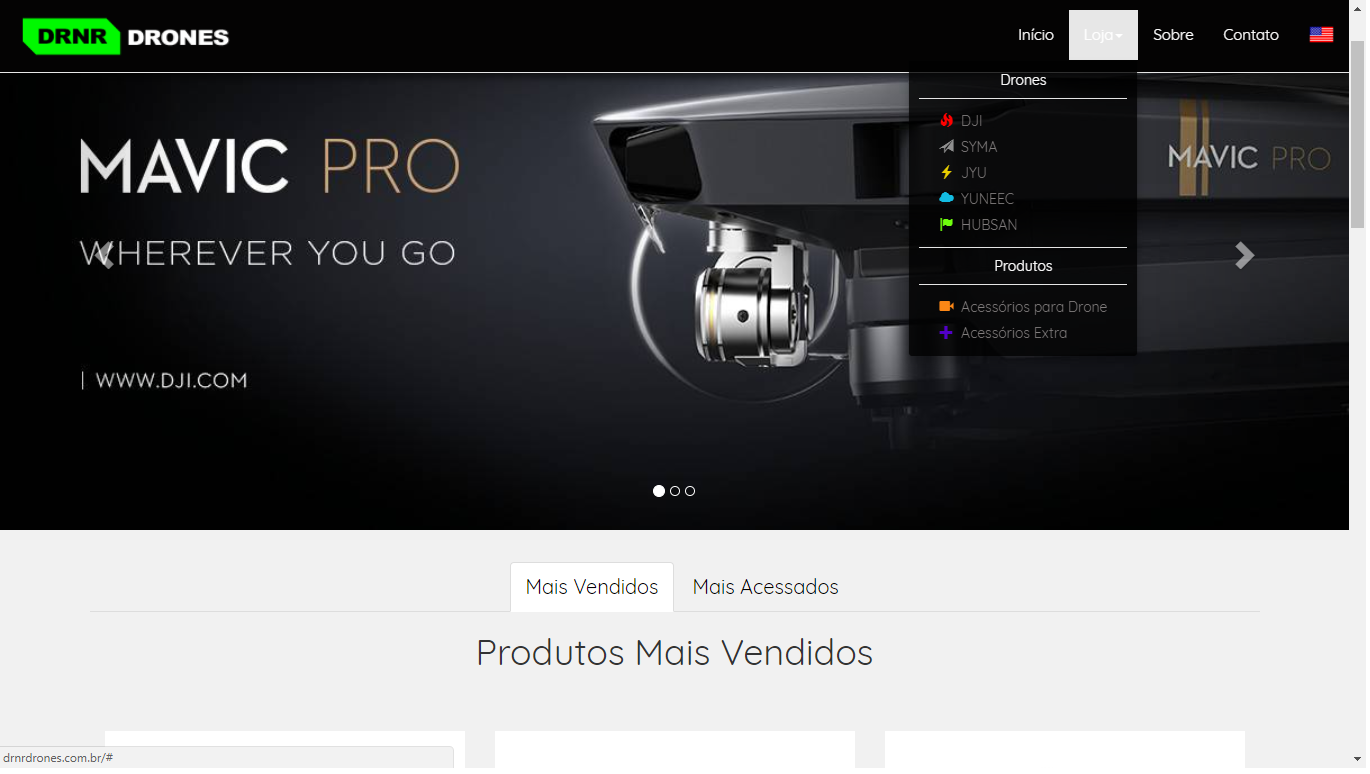 DRNR DRONES
Início
Loja
Sobre
Contato
Drones
DJI
SYMA
JYU
YUNEEC
HUBSAN
Produtos
Acessórios para Drone
Acessórios Extra
MAVIC PRO
WHEREVER YOU GO
| WWW.DJI.COM
MAVIC PRO
Mais Vendidos
Mais Acessados
Produtos Mais Vendidos
drnrdrones.com.br/#